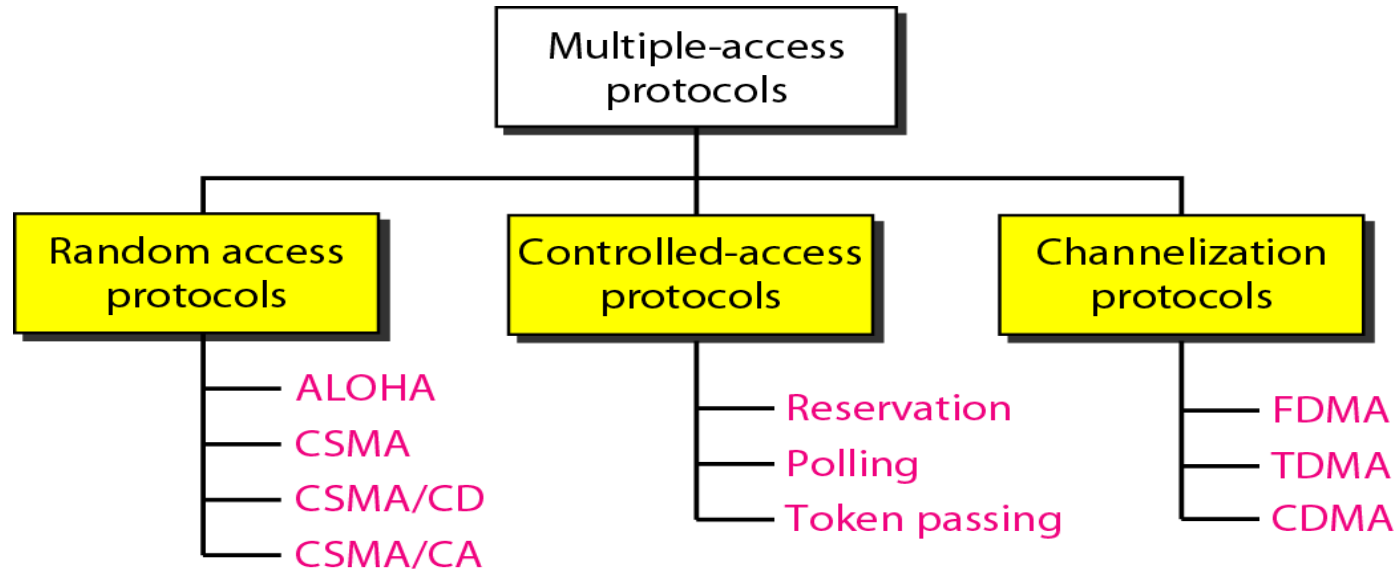 Multiple-access
protocols
Random access
protocols
ALOHA
CSMA
CSMA/CD
CSMA/CA
Controlled-access
protocols
Reservation
Polling
Token passing
Channelization
protocols
FDMA
TDMA
CDMA